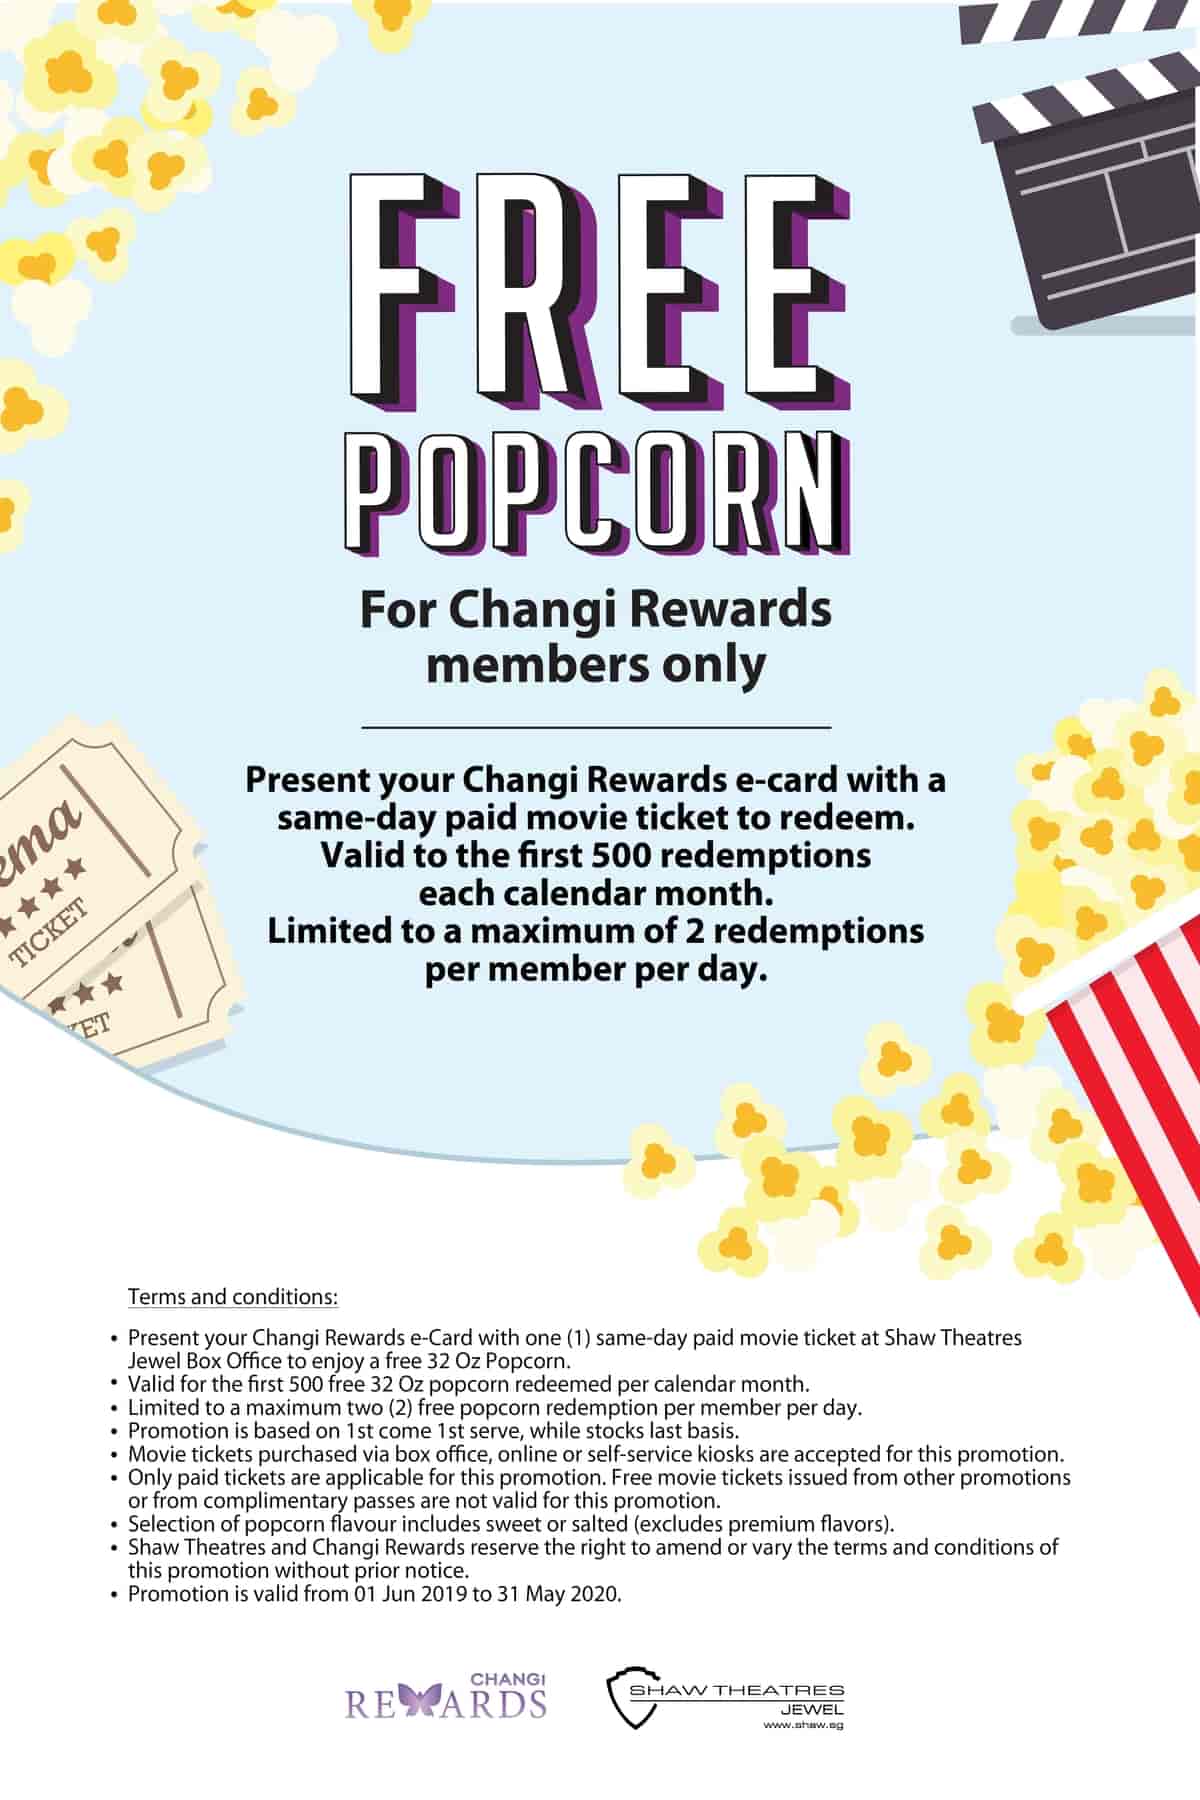 FREE
POPCORN
For Changi Rewards
members only
Present your Changi Rewards e-card with a
same-day paid movie ticket to redeem.
Valid to the first 500 redemptions
each calendar month.
Limited to a maximum of 2 redemptions
per member per day.
ema
TICKET
KET
Terms and conditions:
• Present your Changi Rewards e-Card with one (1) same-day paid movie ticket at Shaw Theatres
Jewel Box Office to enjoy a free 32 Oz Popcorn.
• Valid for the first 500 free 32 Oz popcorn redeemed per calendar month.
• Limited to a maximum two (2) free popcorn redemption per member per day.
• Promotion is based on 1st come 1st serve, while stocks last basis.
• Movie tickets purchased via box office, online or self-service kiosks are accepted for this promotion.
• Only paid tickets are applicable for this promotion. Free movie tickets issued from other promotions
or from complimentary passes are not valid for this promotion.
• Selection of popcorn flavour includes sweet or salted (excludes premium flavors).
• Shaw Theatres and Changi Rewards reserve the right to amend or vary the terms and conditions of
this promotion without prior notice.
• Promotion is valid from 01 Jun 2019 to 31 May 2020.
CHANGI
REWARDS
SHAW THEATRES
JEWEL
www.shaw.sg